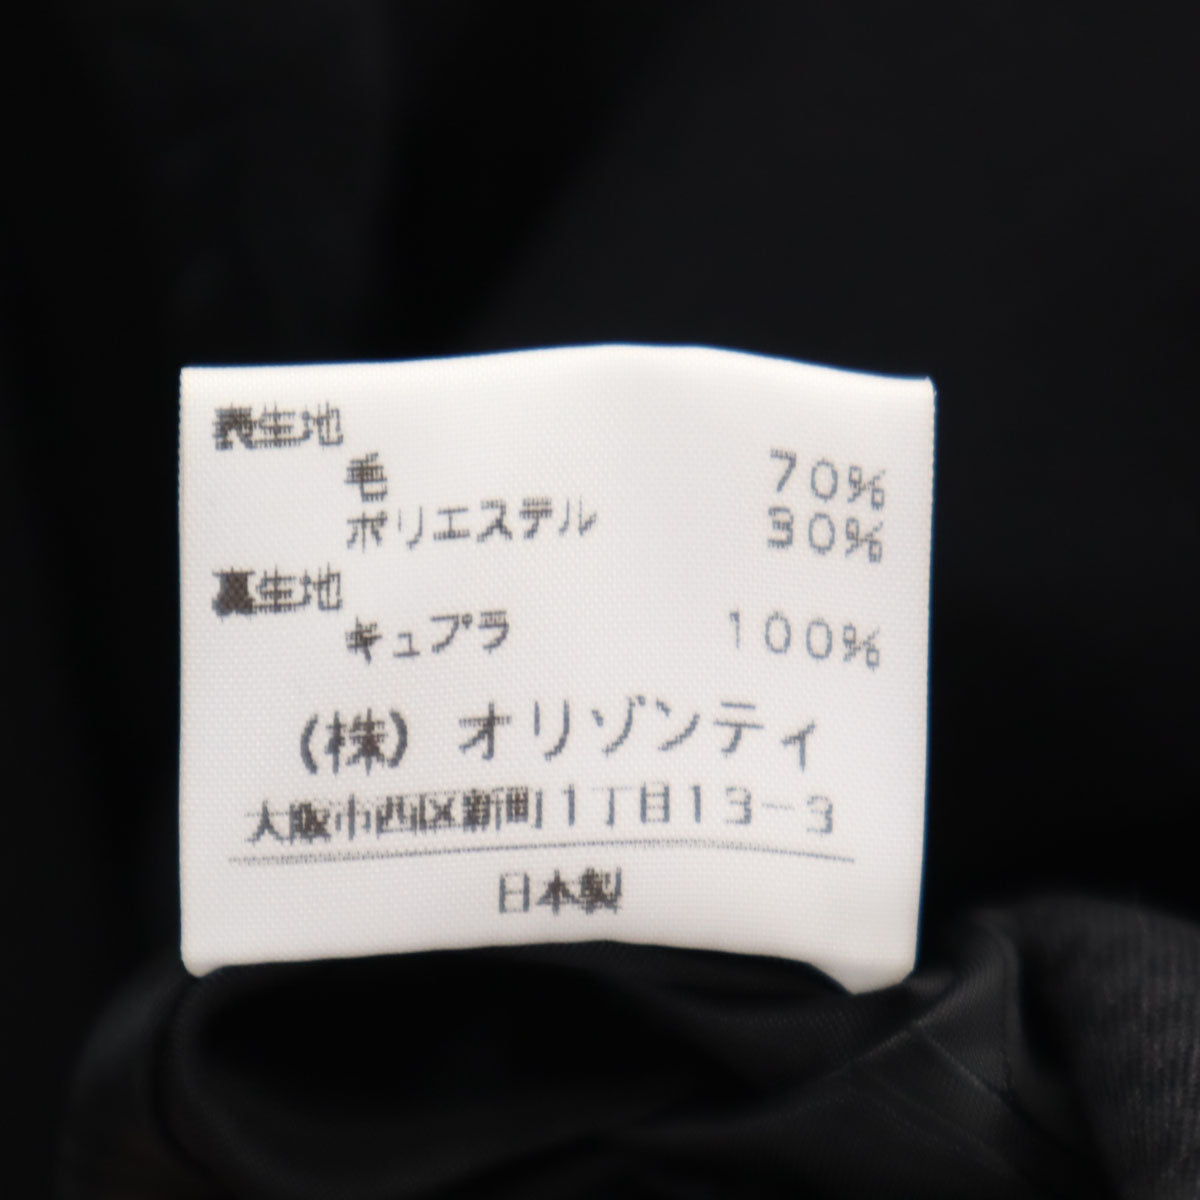 表生地
毛 70%
ポリエステル 30%
裏生地
キュプラ 100%
(株) オリゾンティ
大阪市西区新町1丁目13-3
日本製